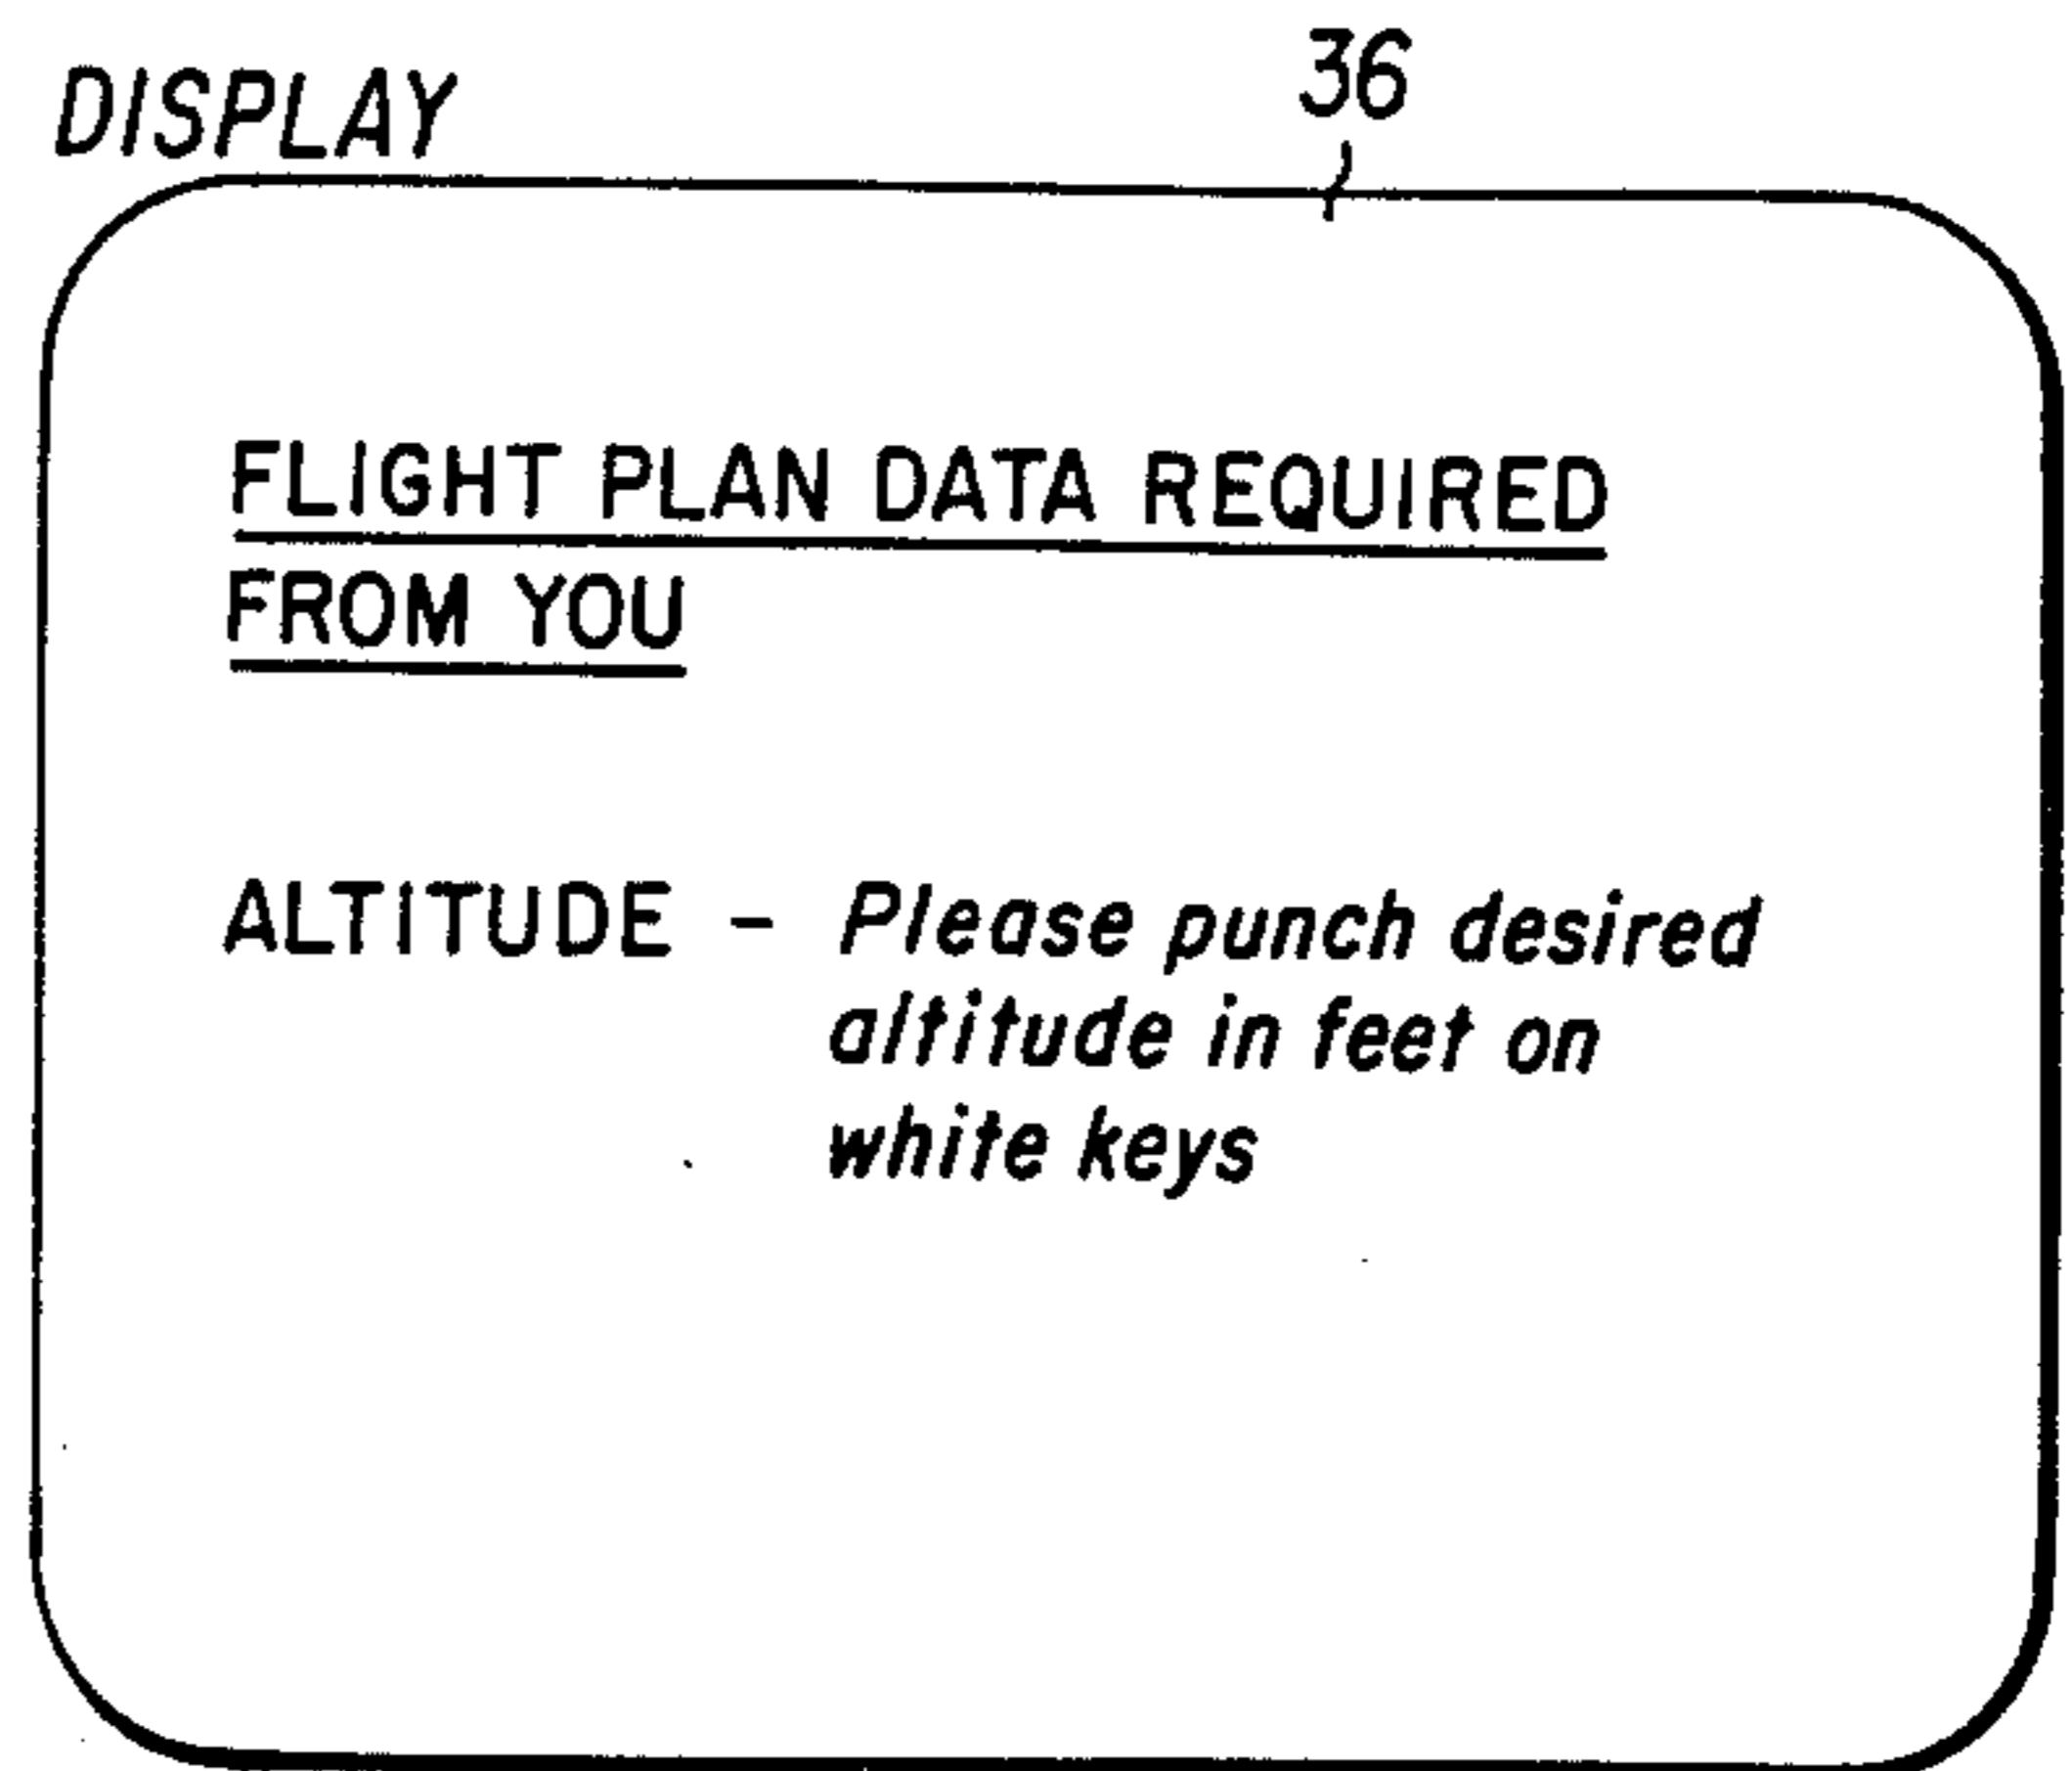 DISPLAY
36
FLIGHT PLAN DATA REQUIRED
FROM YOU
ALTITUDE - Please punch desired
altitude in feet on
white keys